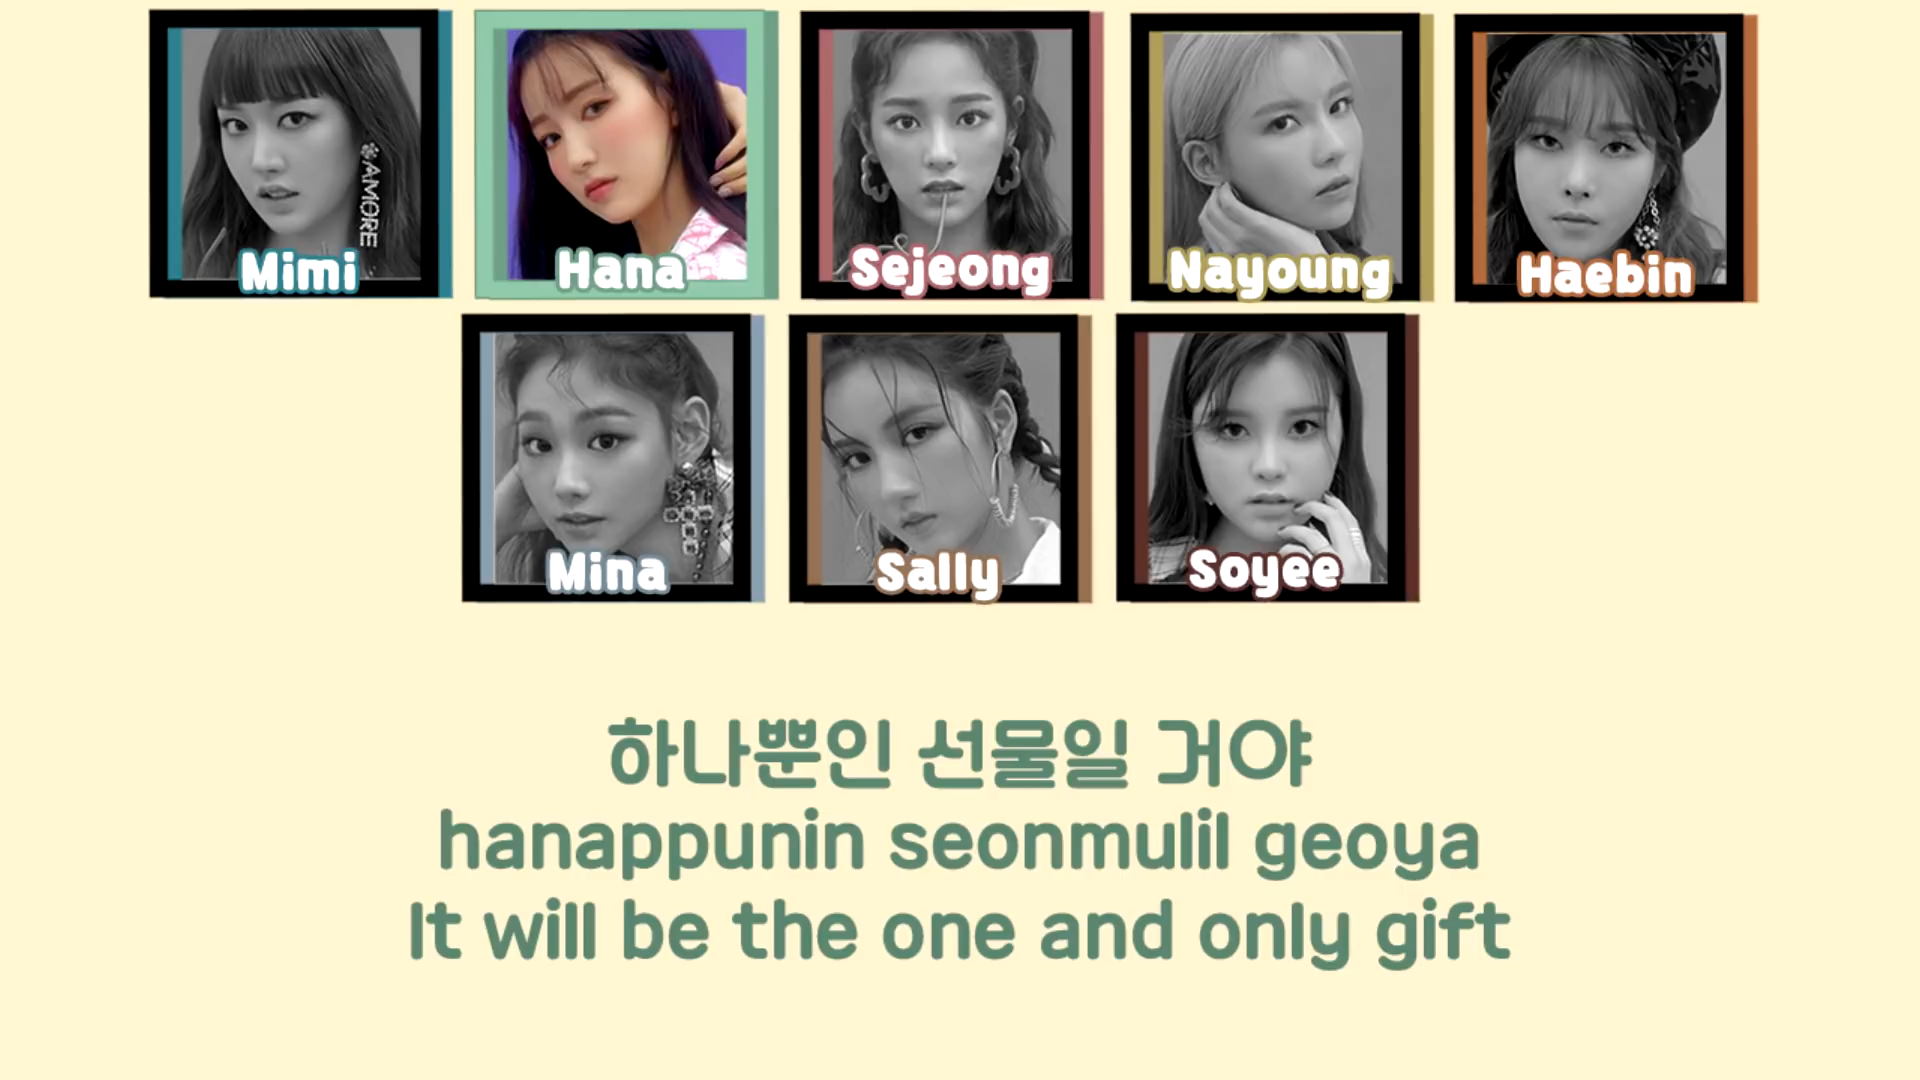 AMORE
Mimi
Hana
Sejeong
Nayoung
Haebin
Mina
Sally
Soyee
하나뿐인 선물일 거야
hanappunin seonmulil geoya
It will be the one and only gift